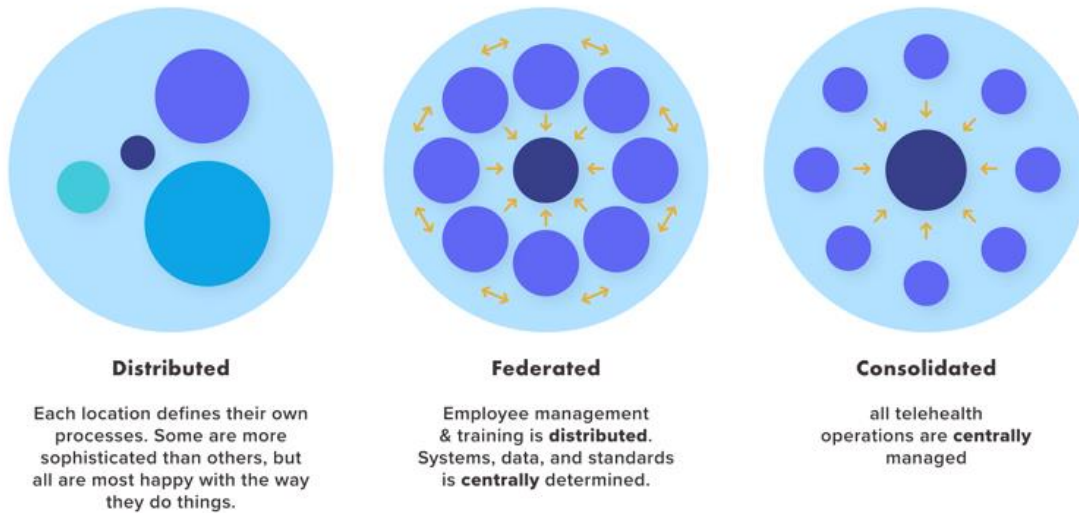 Distributed
Each location defines their own
processes. Some are more
sophisticated than others, but
all are most happy with the way
they do things.
Federated
Employee management
& training is distributed.
Systems, data, and standards
is centrally determined.
Consolidated
all telehealth
operations are centrally
managed